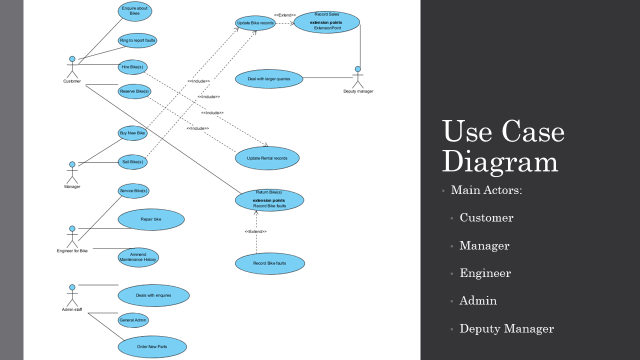 Enquire about
Bikes
Ring to report faults
Hire Bike(s)
Customer
Reserve Bikes(s)
Buy New Bike
Sell Bike(s)
Manager
Service Bike(s)
Repair bike
Engineer for Bike
Ammend
Maintenance History
Deals with enquires
Admin staff
General Admin
Order New Parts
Update Bike records
<<Extend>>
Record Sales
extension points
ExtensionPoint
Deal with larger queries
Deputy manager
<<Include>>
<<Include>>
<<Include>>
<<Include>>
Update Rental records
Return Bike(s)
extension points
Record Bike faults
<<Extend>>
Record Bike faults
Use Case
Diagram
Main Actors:
Customer
Manager
Engineer
Admin
Deputy Manager